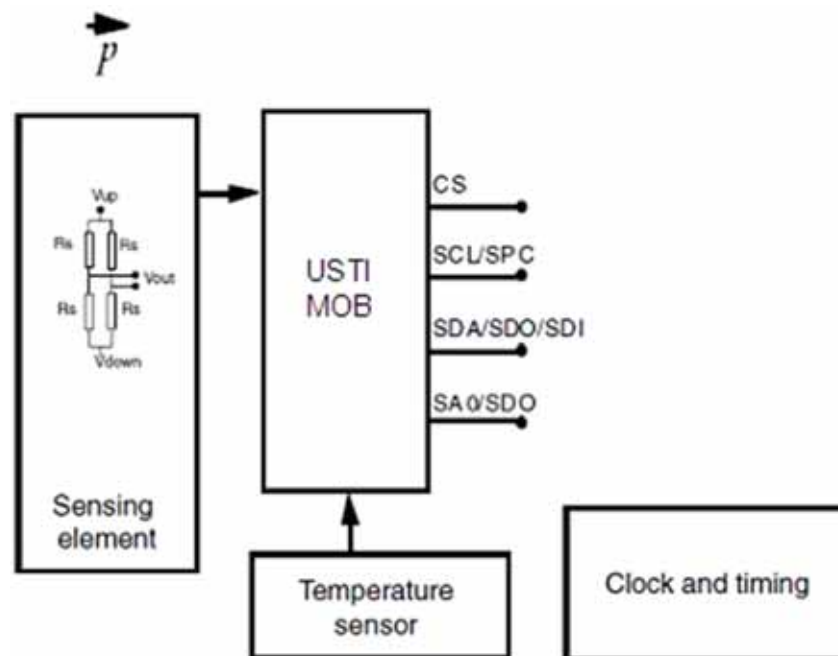 p
Vup
Rs Rs
Vout
Rs Rs
Vdown
Sensing
element
USTI
MOB
CS
SCL/SPC
SDA/SDO/SDI
SA0/SDO
Temperature
sensor
Clock and timing